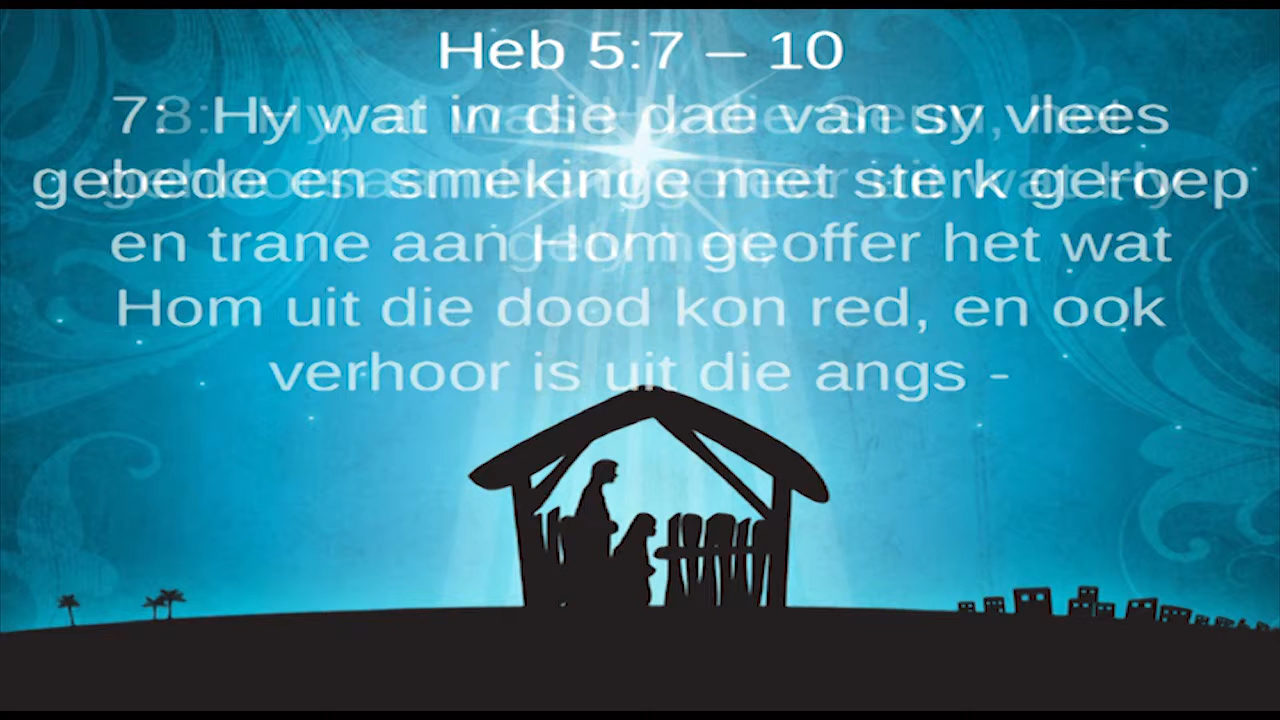 Heb 5:7 – 10
7: Hy wat in die dae van sy vlees
gebede en smekinge met sterk geroep
en trane aan Hom geoffer het wat
Hom uit die dood kon red, en ook
verhoor is uit die angs -